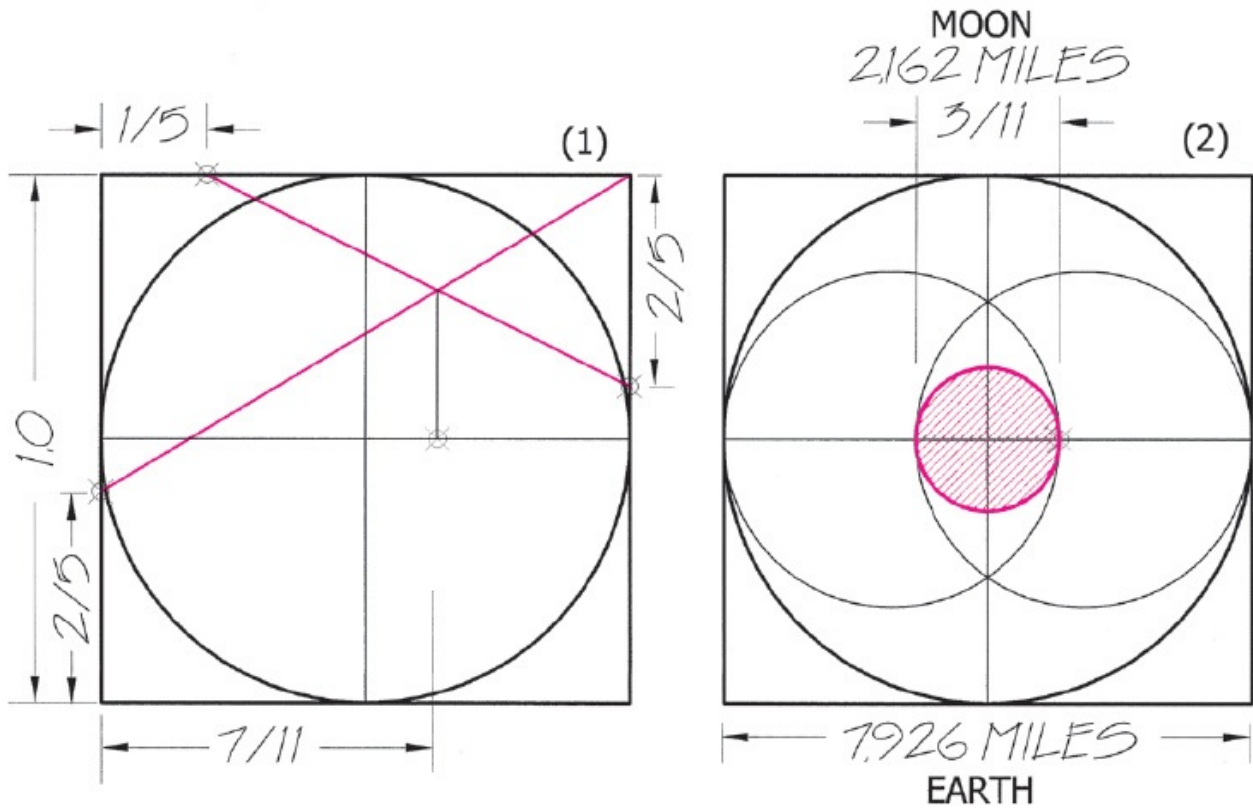 MOON
2,162 MILES
1/5
3/11
(1)
(2)
2/5
1.0
2/5
7/11
7,926 MILES
EARTH